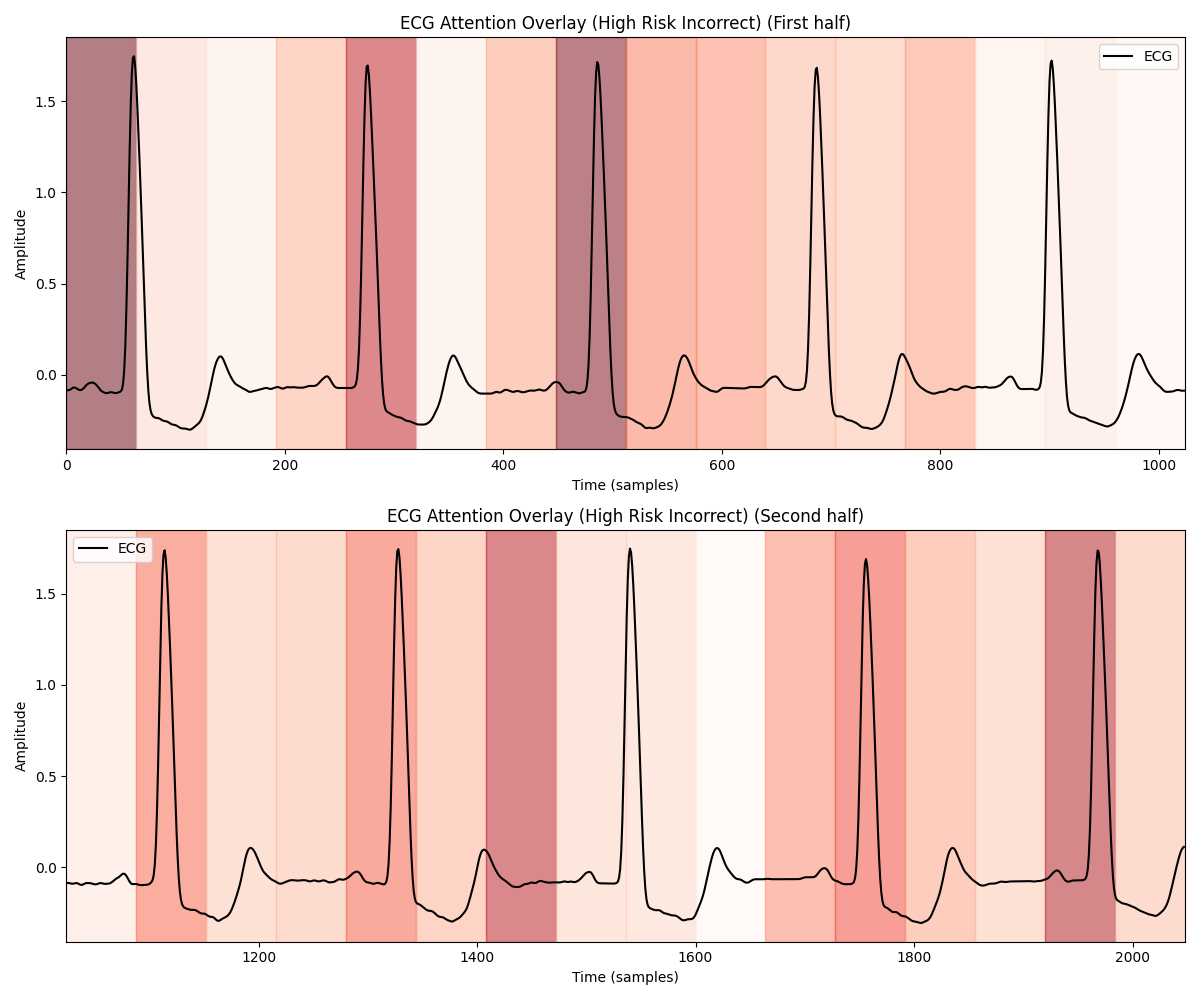 ECG Attention Overlay (High Risk Incorrect) (First half)
ECG
Amplitude
1.5
1.0
0.5
0.0
0 200 400 600 800 1000
Time (samples)
ECG Attention Overlay (High Risk Incorrect) (Second half)
ECG
Amplitude
1.5
1.0
0.5
0.0
1200 1400 1600 1800 2000
Time (samples)